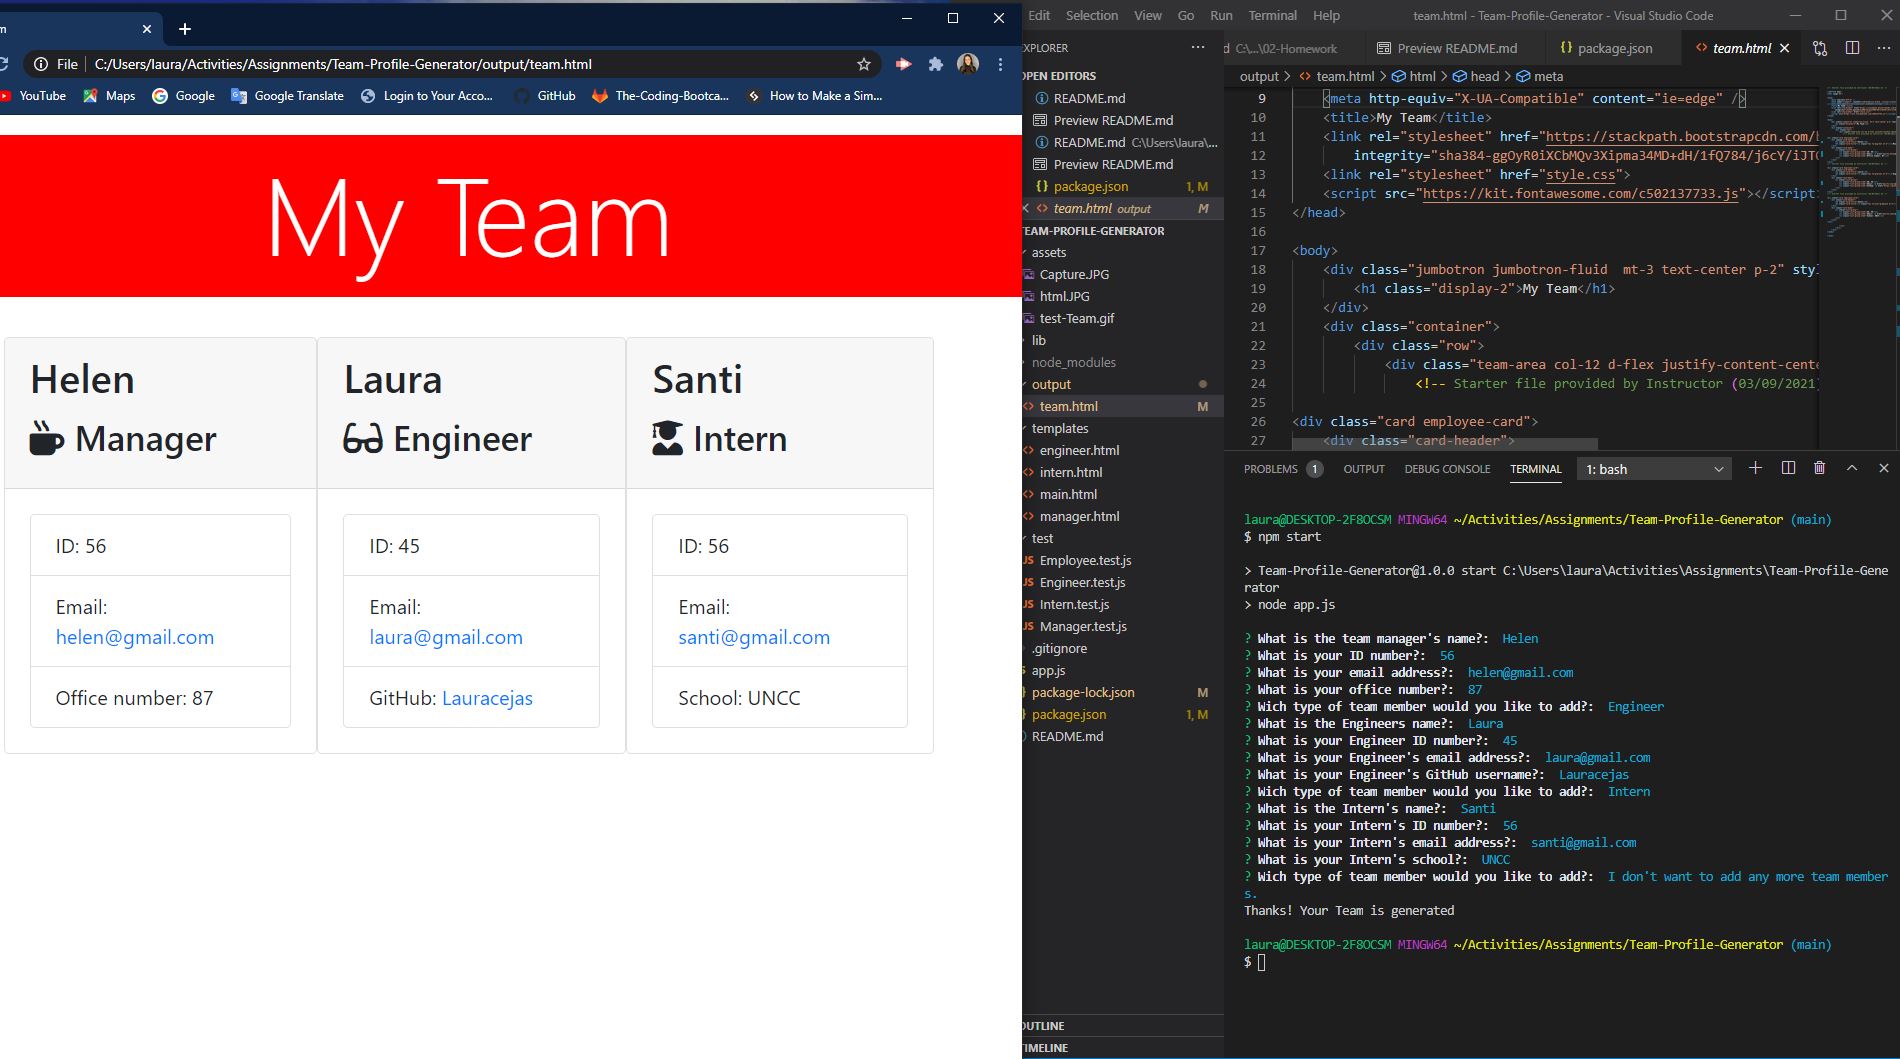 m
File C:/Users/laura/Activities/Assignments/Team-Profile-Generator/output/team.html
YouTube Maps Google Google Translate Login to Your Acco... GitHub The-Coding-Bootca... How to Make a Sim...
My Team
Helen
Manager
ID: 56
Email:
helen@gmail.com
Office number: 87
Laura
Engineer
ID: 45
Email:
laura@gmail.com
GitHub: Lauracejas
Santi
Intern
ID: 56
Email:
santi@gmail.com
School: UNCC
Edit Selection View Go Run Terminal Help team.html - Team-Profile-Generator - Visual Studio Code
XPLORER
OPEN EDITORS
README.md
Preview README.md
README.md C:\Users\laura\...
Preview README.md
package.json 1, M
team.html output M
TEAM-PROFILE-GENERATOR
assets
Capture.JPG
html.JPG
test-Team.gif
lib
node_modules
output
team.html M
templates
engineer.html
intern.html
main.html
manager.html
test
JS Employee.test.js
JS Engineer.test.js
JS Intern.test.js
JS Manager.test.js
.gitignore
app.js
package-lock.json M
package.json 1, M
README.md
OUTLINE
TIMELINE
d C:\...\02-Homework Preview README.md package.json team.html
output > team.html > html > head > meta
9 <meta http-equiv="X-UA-Compatible" content="ie=edge" />
10 <title>My Team</title>
11 <link rel="stylesheet" href="https://stackpath.bootstrapcdn.com/
12 integrity="sha384-ggOyR0iXCbMQv3Xipma34MD+dH/1fQ784/j6cY/iJTQ
13 <link rel="stylesheet" href="style.css">
14 <script src="https://kit.fontawesome.com/c502137733.js"></script
15 </head>
16
17 <body>
18 <div class="jumbotron jumbotron-fluid  mt-3 text-center p-2" styl
19 <h1 class="display-2">My Team</h1>
20 </div>
21 <div class="container">
22 <div class="row">
23 <div class="team-area col-12 d-flex justify-content-cente
24 <!-- Starter file provided by Instructor (03/09/2021)
25
26 <div class="card employee-card">
27 <div class="card-header">
PROBLEMS 1 OUTPUT DEBUG CONSOLE TERMINAL 1: bash
laura@DESKTOP-2F8OCSM MINGW64 ~/Activities/Assignments/Team-Profile-Generator (main)
$ npm start
> Team-Profile-Generator@1.0.0 start C:\Users\laura\Activities\Assignments\Team-Profile-Gene
rator
> node app.js
? What is the team manager's name?:  Helen
? What is your ID number?:  56
? What is your email address?:  helen@gmail.com
? What is your office number?:  87
? Wich type of team member would you like to add?:  Engineer
? What is the Engineers name?:  Laura
? What is your Engineer ID number?:  45
? What is your Engineer's email address?:  laura@gmail.com
? What is your Engineer's GitHub username?:  Lauracejas
? Wich type of team member would you like to add?:  Intern
? What is the Intern's name?:  Santi
? What is your Intern's ID number?:  56
? What is your Intern's email address?:  santi@gmail.com
? What is your Intern's school?:  UNCC
? Wich type of team member would you like to add?:  I don't want to add any more team member
s.
Thanks! Your Team is generated
laura@DESKTOP-2F8OCSM MINGW64 ~/Activities/Assignments/Team-Profile-Generator (main)
$